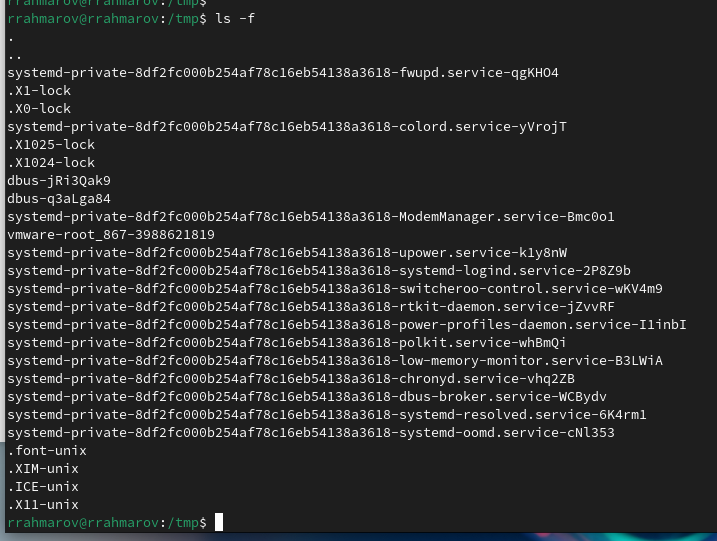 rrahmarov@rrahmarov:/tmp$
rrahmarov@rrahmarov:/tmp$ ls -f
.
..
systemd-private-8df2fc000b254af78c16eb54138a3618-fwupd.service-qgKHO4
.X1-lock
.X0-lock
systemd-private-8df2fc000b254af78c16eb54138a3618-colord.service-yVrojT
.X1025-lock
.X1024-lock
dbus-jRi3Qak9
dbus-q3aLga84
systemd-private-8df2fc000b254af78c16eb54138a3618-ModemManager.service-Bmc0o1
vmware-root_867-3988621819
systemd-private-8df2fc000b254af78c16eb54138a3618-upower.service-k1y8nW
systemd-private-8df2fc000b254af78c16eb54138a3618-systemd-logind.service-2P8Z9b
systemd-private-8df2fc000b254af78c16eb54138a3618-switcheroo-control.service-wKV4m9
systemd-private-8df2fc000b254af78c16eb54138a3618-rtkit-daemon.service-jZvvRF
systemd-private-8df2fc000b254af78c16eb54138a3618-power-profiles-daemon.service-I1inbI
systemd-private-8df2fc000b254af78c16eb54138a3618-polkit.service-whBmQi
systemd-private-8df2fc000b254af78c16eb54138a3618-low-memory-monitor.service-B3LWiA
systemd-private-8df2fc000b254af78c16eb54138a3618-chronyd.service-vhq2ZB
systemd-private-8df2fc000b254af78c16eb54138a3618-dbus-broker.service-WCBydv
systemd-private-8df2fc000b254af78c16eb54138a3618-systemd-resolved.service-6K4rm1
systemd-private-8df2fc000b254af78c16eb54138a3618-systemd-oomd.service-cNl353
.font-unix
.XIM-unix
.ICE-unix
.X11-unix
rrahmarov@rrahmarov:/tmp$